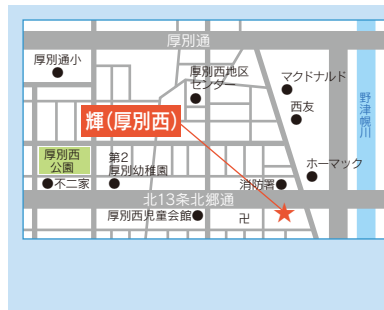 厚別通
厚別通小
厚別西地区
センター
マクドナルド
西友
野津幌川
輝(厚別西)
厚別西
公園
第2
厚別幼稚園
ホーマック
不二家
消防署
北13条北郷通
厚別西児童会館
卍